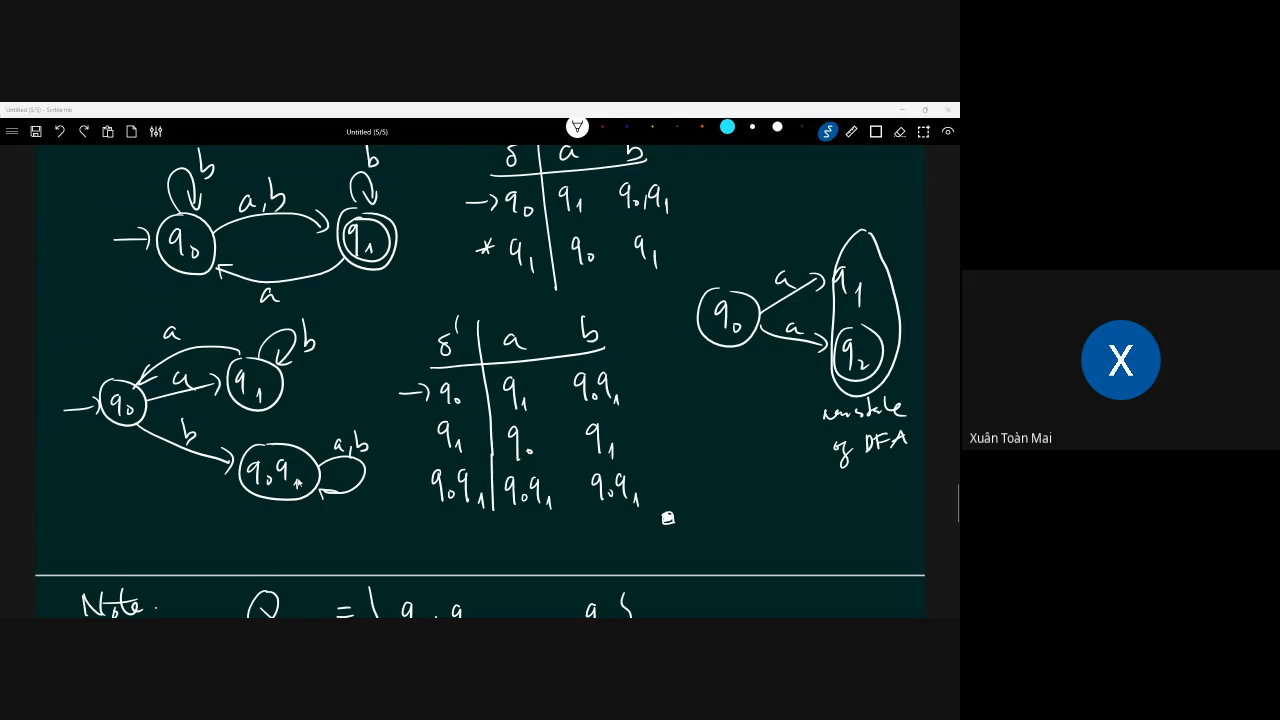 Untitled (5/5) - Scrble Ink
Untitled (5/5)
b
b
a,b
q₀
q₁
a
δ a b
→ q₀ q₁ q₀,q₁
* q₁ q₀ q₁
q₀
a
a
q₁
q₂
new state
of DFA
a
b
a
q₀
q₁
b
a,b
q₀q₁
δ' a b
→ q₀ q₁ q₀q₁
q₁ q₀ q₁
q₀q₁ q₀q₁ q₀q₁
Note.
X
Xuân Toàn Mai